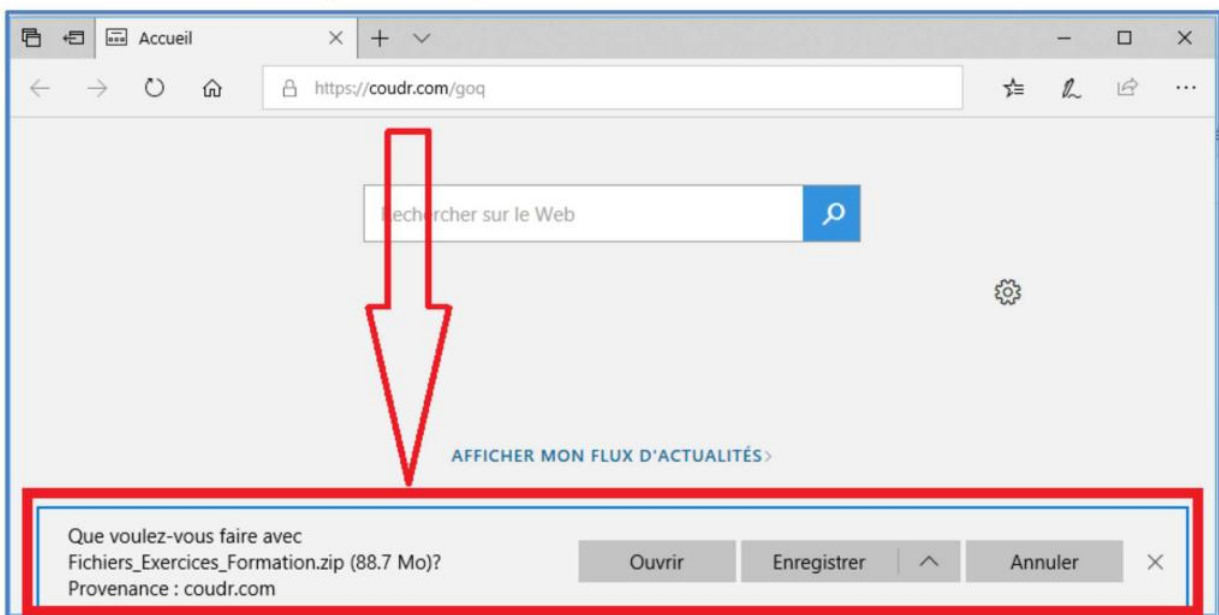 Accueil
https://coudr.com/goq
Rechercher sur le Web
AFFICHER MON FLUX D'ACTUALITÉS
Que voulez-vous faire avec
Fichiers_Exercices_Formation.zip (88.7 Mo)?
Provenance : coudr.com
Ouvrir
Enregistrer
Annuler